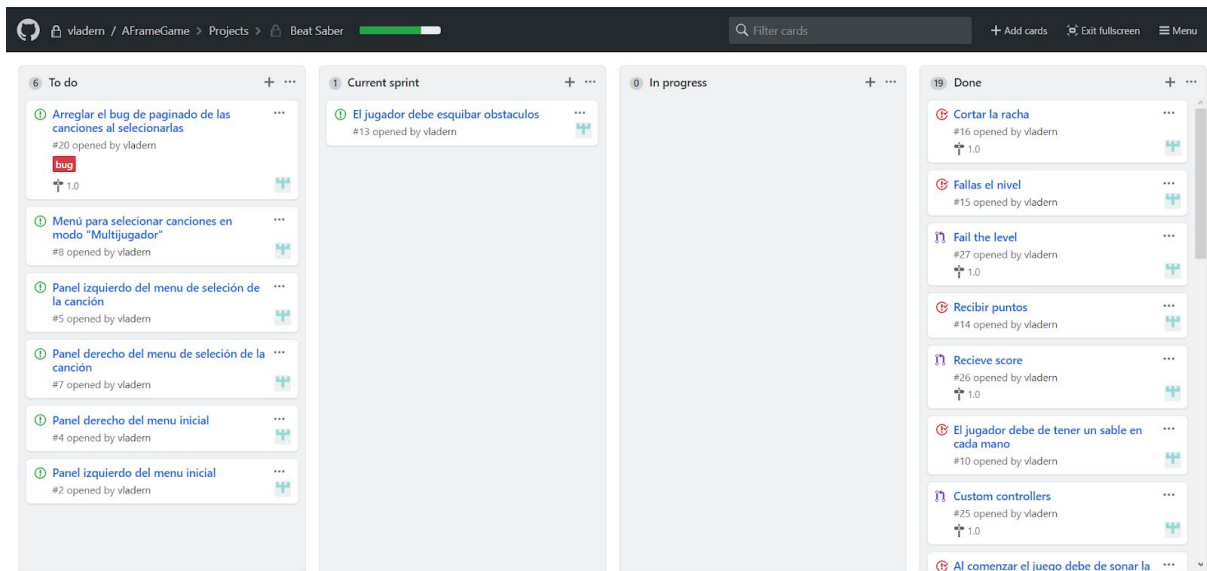 vladern / AFrameGame > Projects > Beat Saber
Filter cards
+ Add cards
Exit fullscreen
Menu
6 To do
Arreglar el bug de paginado de las
canciones al selecionarlas
#20 opened by vladern
bug
1.0
Menú para selecionar canciones en
modo "Multijugador"
#8 opened by vladern
Panel izquierdo del menu de seleción de
la canción
#5 opened by vladern
Panel derecho del menu de seleción de la
canción
#7 opened by vladern
Panel derecho del menu inicial
#4 opened by vladern
Panel izquierdo del menu inicial
#2 opened by vladern
1 Current sprint
El jugador debe esquibar obstaculos
#13 opened by vladern
0 In progress
19 Done
Cortar la racha
#16 opened by vladern
1.0
Fallas el nivel
#15 opened by vladern
Fail the level
#27 opened by vladern
1.0
Recibir puntos
#14 opened by vladern
Recieve score
#26 opened by vladern
1.0
El jugador debe de tener un sable en
cada mano
#10 opened by vladern
Custom controllers
#25 opened by vladern
1.0
Al comenzar el juego debe de sonar la